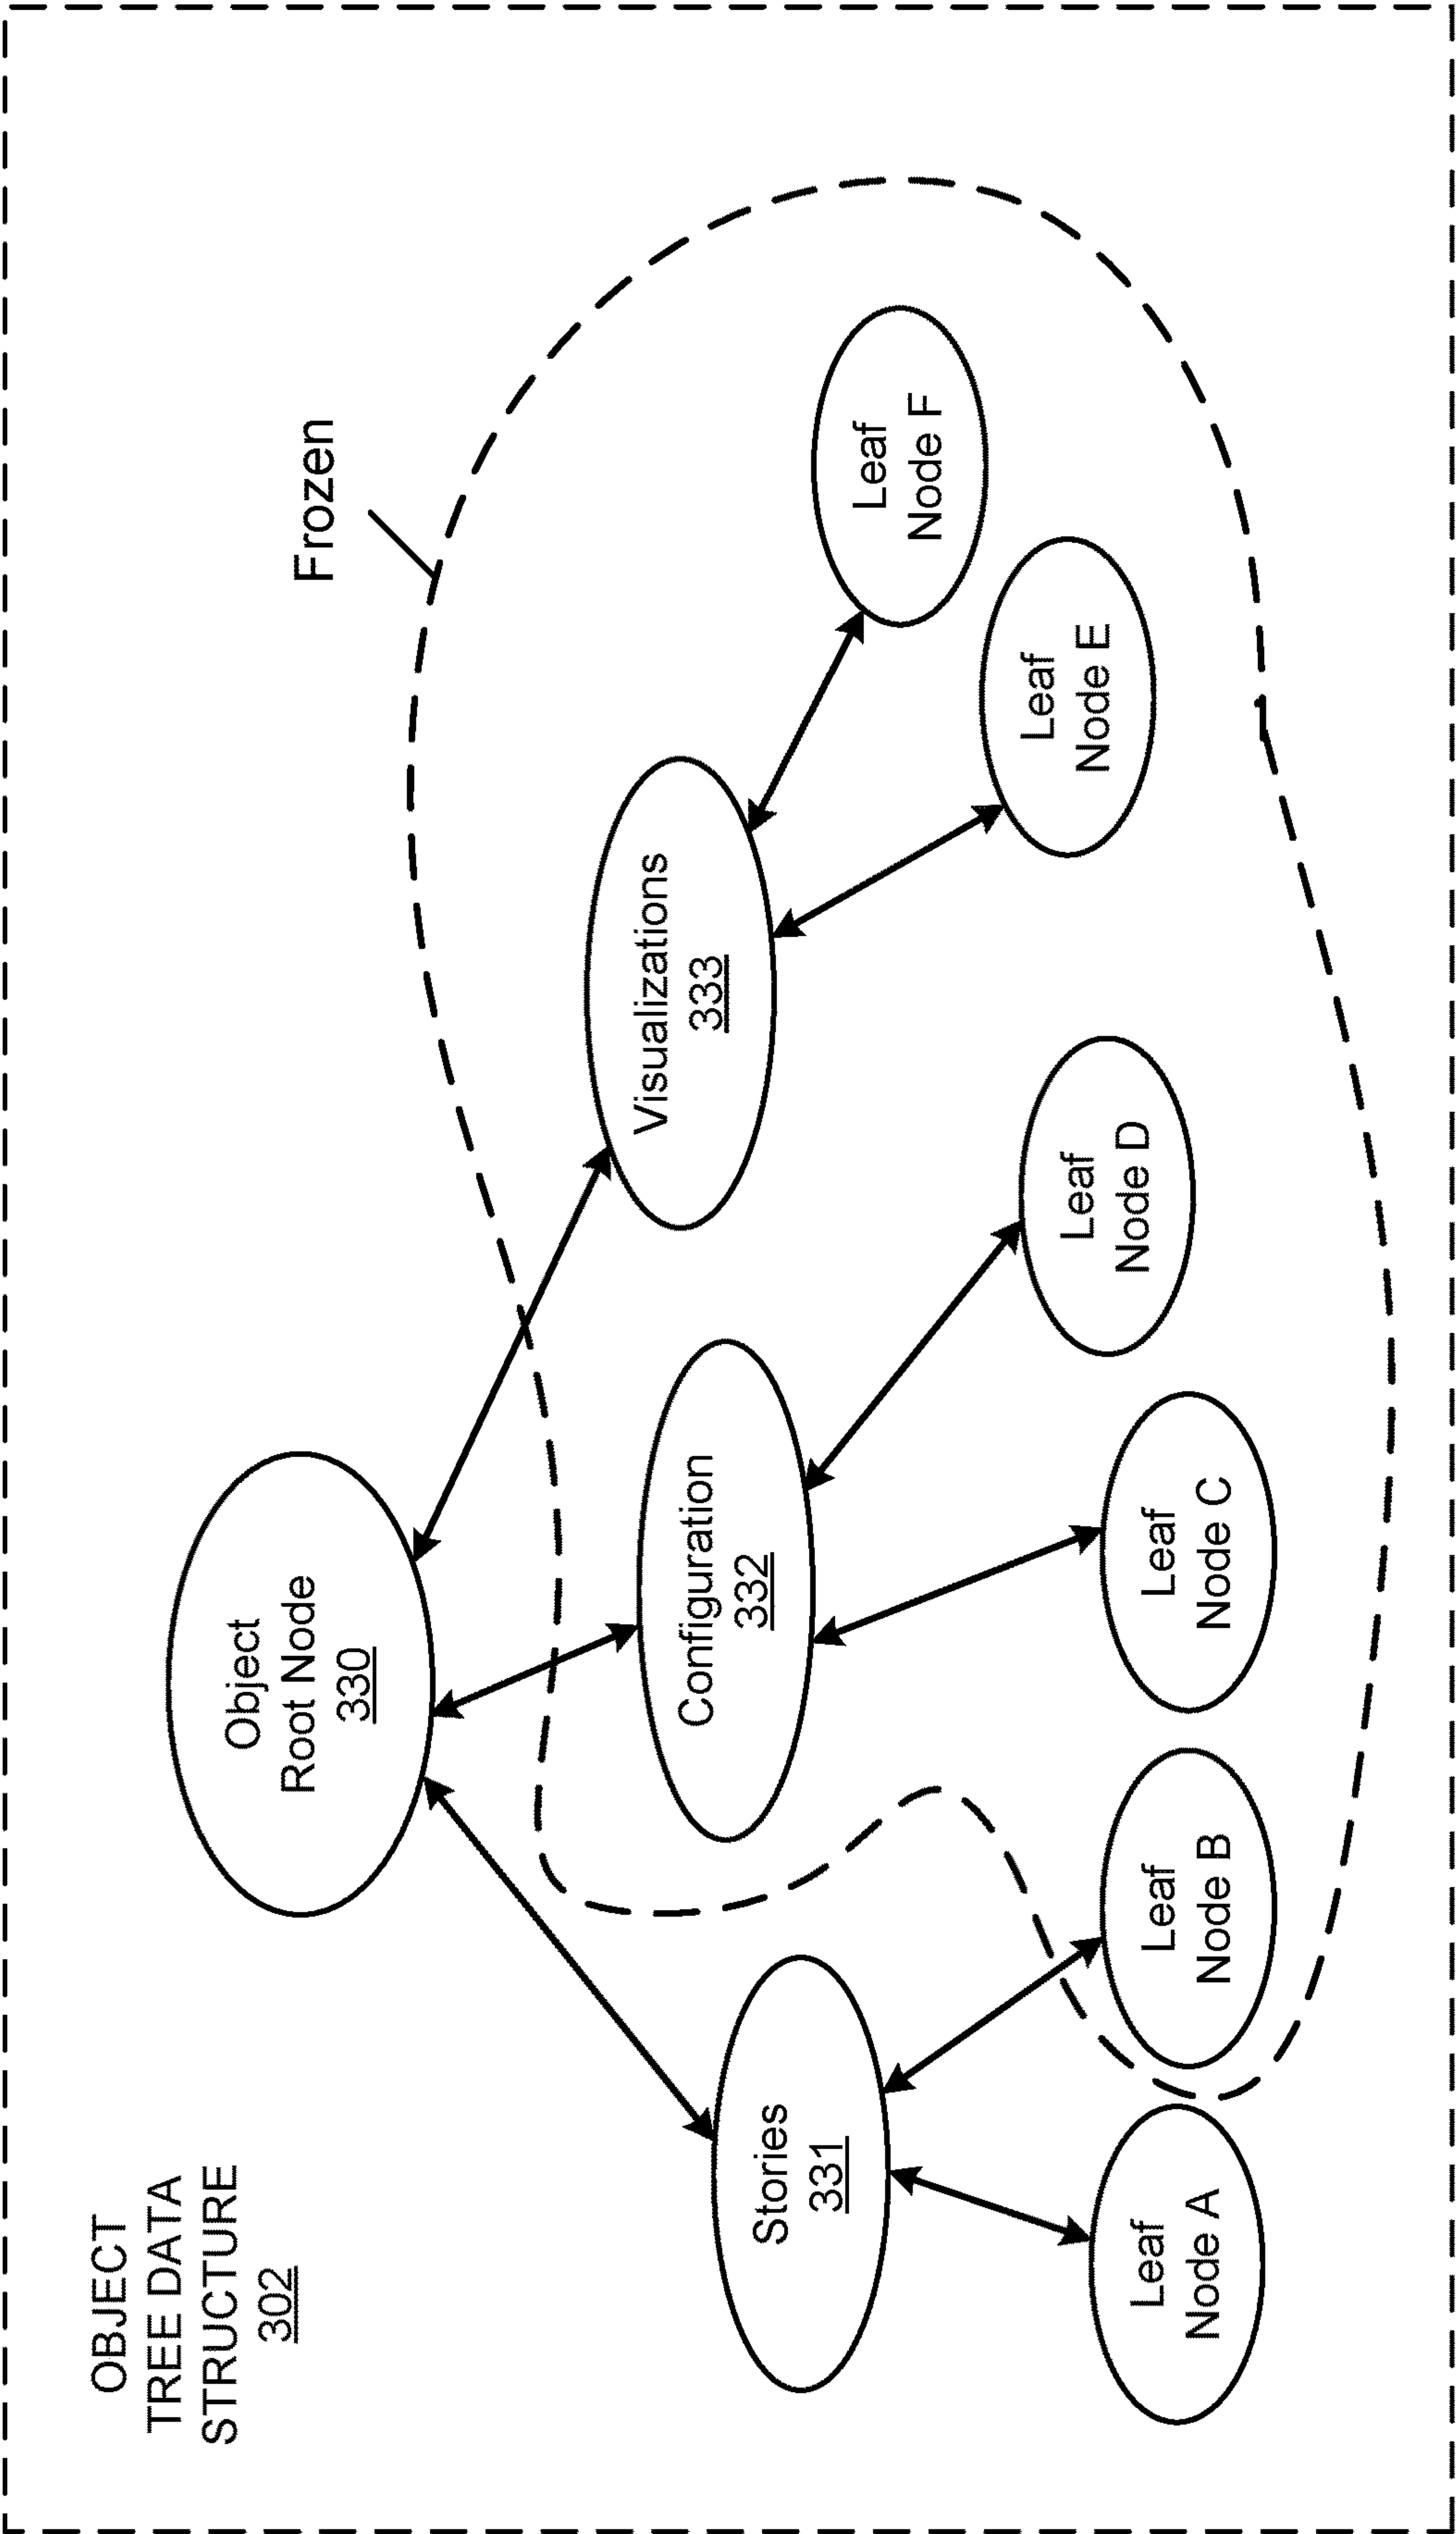 OBJECT
TREE DATA
STRUCTURE
302
Object
Root Node
330
Frozen
Stories
331
Configuration
332
Visualizations
333
Leaf
Node A
Leaf
Node B
Leaf
Node C
Leaf
Node D
Leaf
Node E
Leaf
Node F